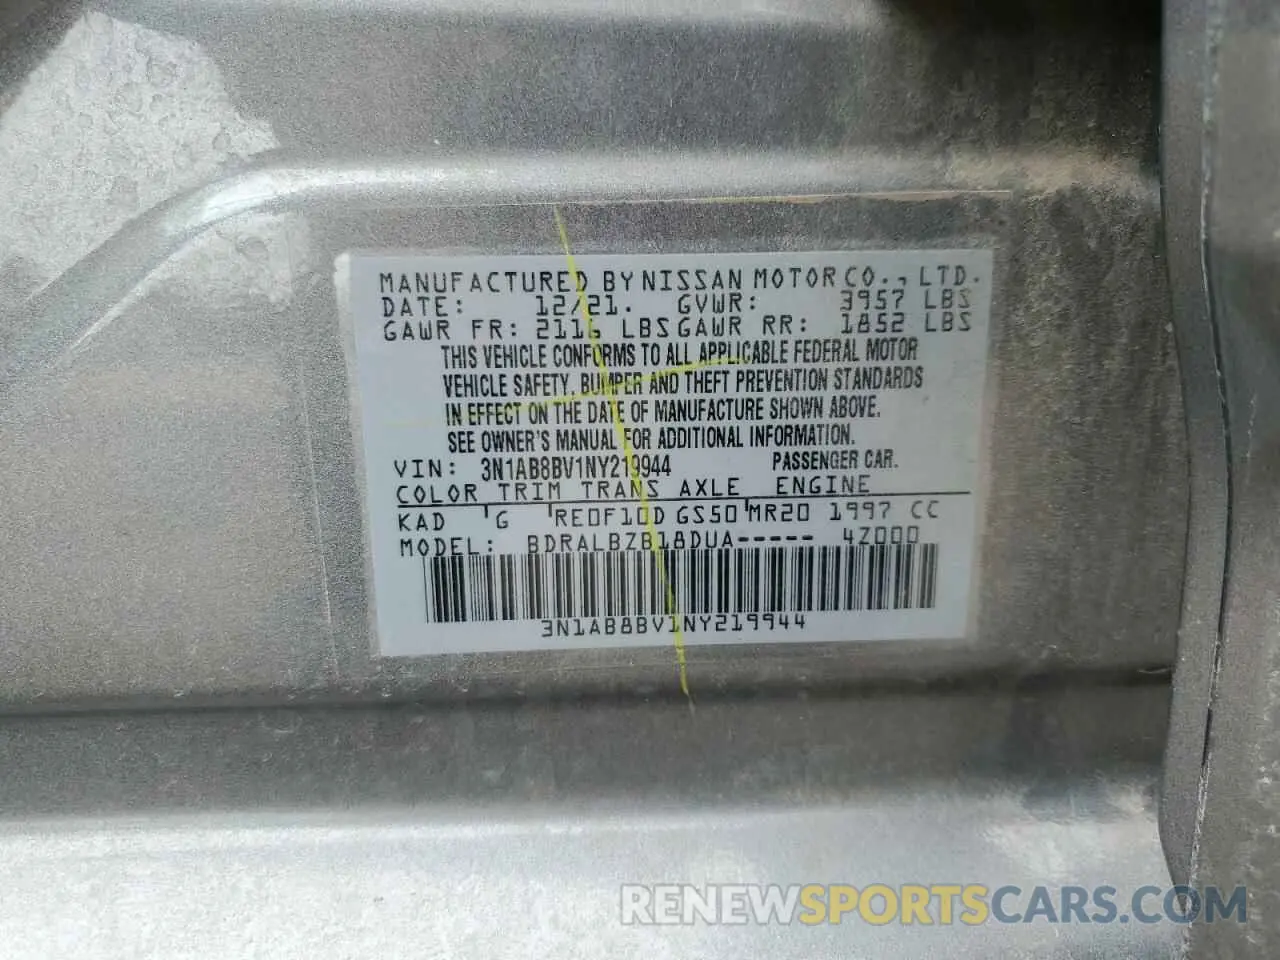 MANUFACTURED BY NISSAN MOTOR CO., LTD.
DATE: 12/21. GVWR: 3957 LBS
GAWR FR: 2116 LBS GAWR RR: 1852 LBS
THIS VEHICLE CONFORMS TO ALL APPLICABLE FEDERAL MOTOR
VEHICLE SAFETY, BUMPER AND THEFT PREVENTION STANDARDS
IN EFFECT ON THE DATE OF MANUFACTURE SHOWN ABOVE.
SEE OWNER'S MANUAL FOR ADDITIONAL INFORMATION.
VIN: 3N1AB8BV1NY219944 PASSENGER CAR.
COLOR TRIM TRANS AXLE ENGINE
KAD G RE0F10D GS50 MR20 1997 CC
MODEL: BDRALBZB18DUA----- 4Z000
3N1AB8BV1NY219944
RENEWSPORTSCARS.COM